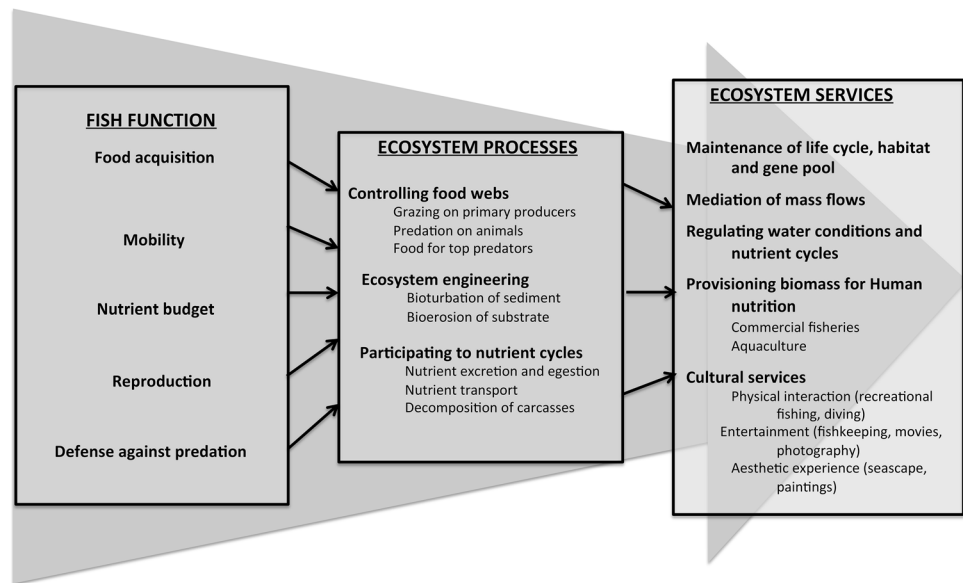 FISH FUNCTION
Food acquisition
Mobility
Nutrient budget
Reproduction
Defense against predation
ECOSYSTEM PROCESSES
Controlling food webs
Grazing on primary producers
Predation on animals
Food for top predators
Ecosystem engineering
Bioturbation of sediment
Bioerosion of substrate
Participating to nutrient cycles
Nutrient excretion and egestion
Nutrient transport
Decomposition of carcasses
ECOSYSTEM SERVICES
Maintenance of life cycle, habitat
and gene pool
Mediation of mass flows
Regulating water conditions and
nutrient cycles
Provisioning biomass for Human
nutrition
Commercial fisheries
Aquaculture
Cultural services
Physical interaction (recreational
fishing, diving)
Entertainment (fishkeeping, movies,
photography)
Aesthetic experience (seascape,
paintings)